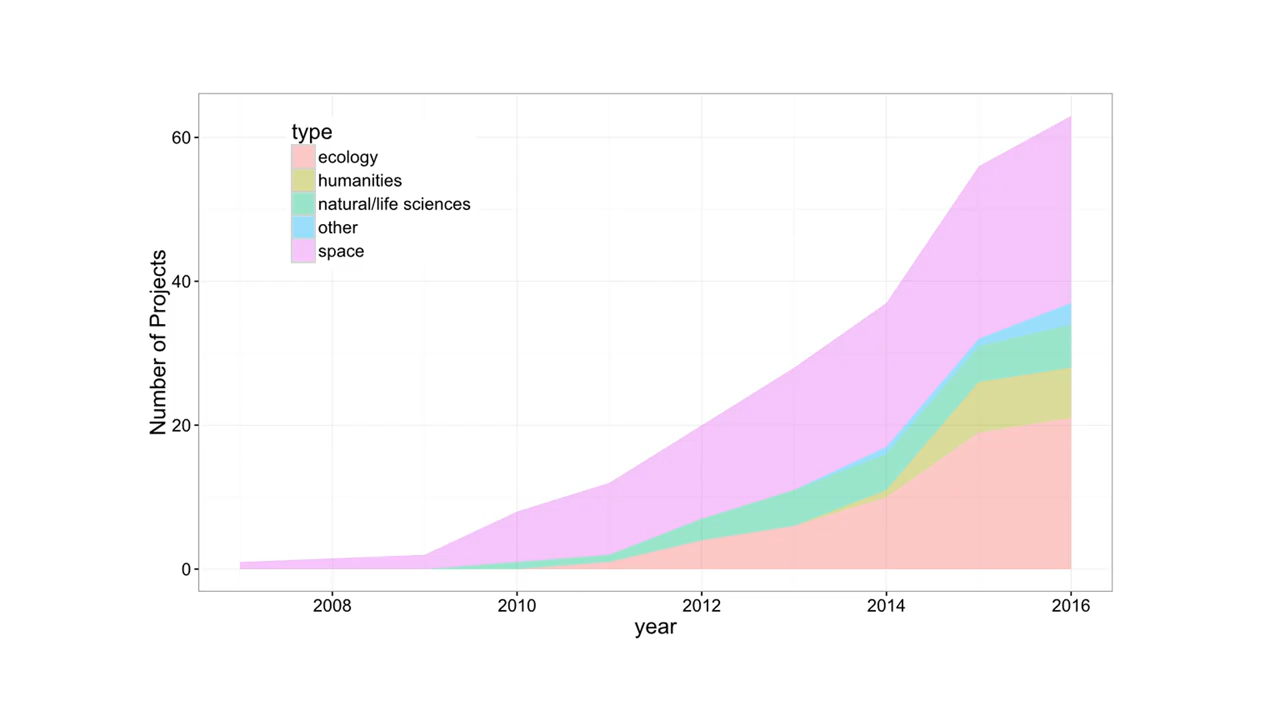 type
ecology
humanities
natural/life sciences
other
space
Number of Projects
60
40
20
0
2008 2010 2012 2014 2016
year